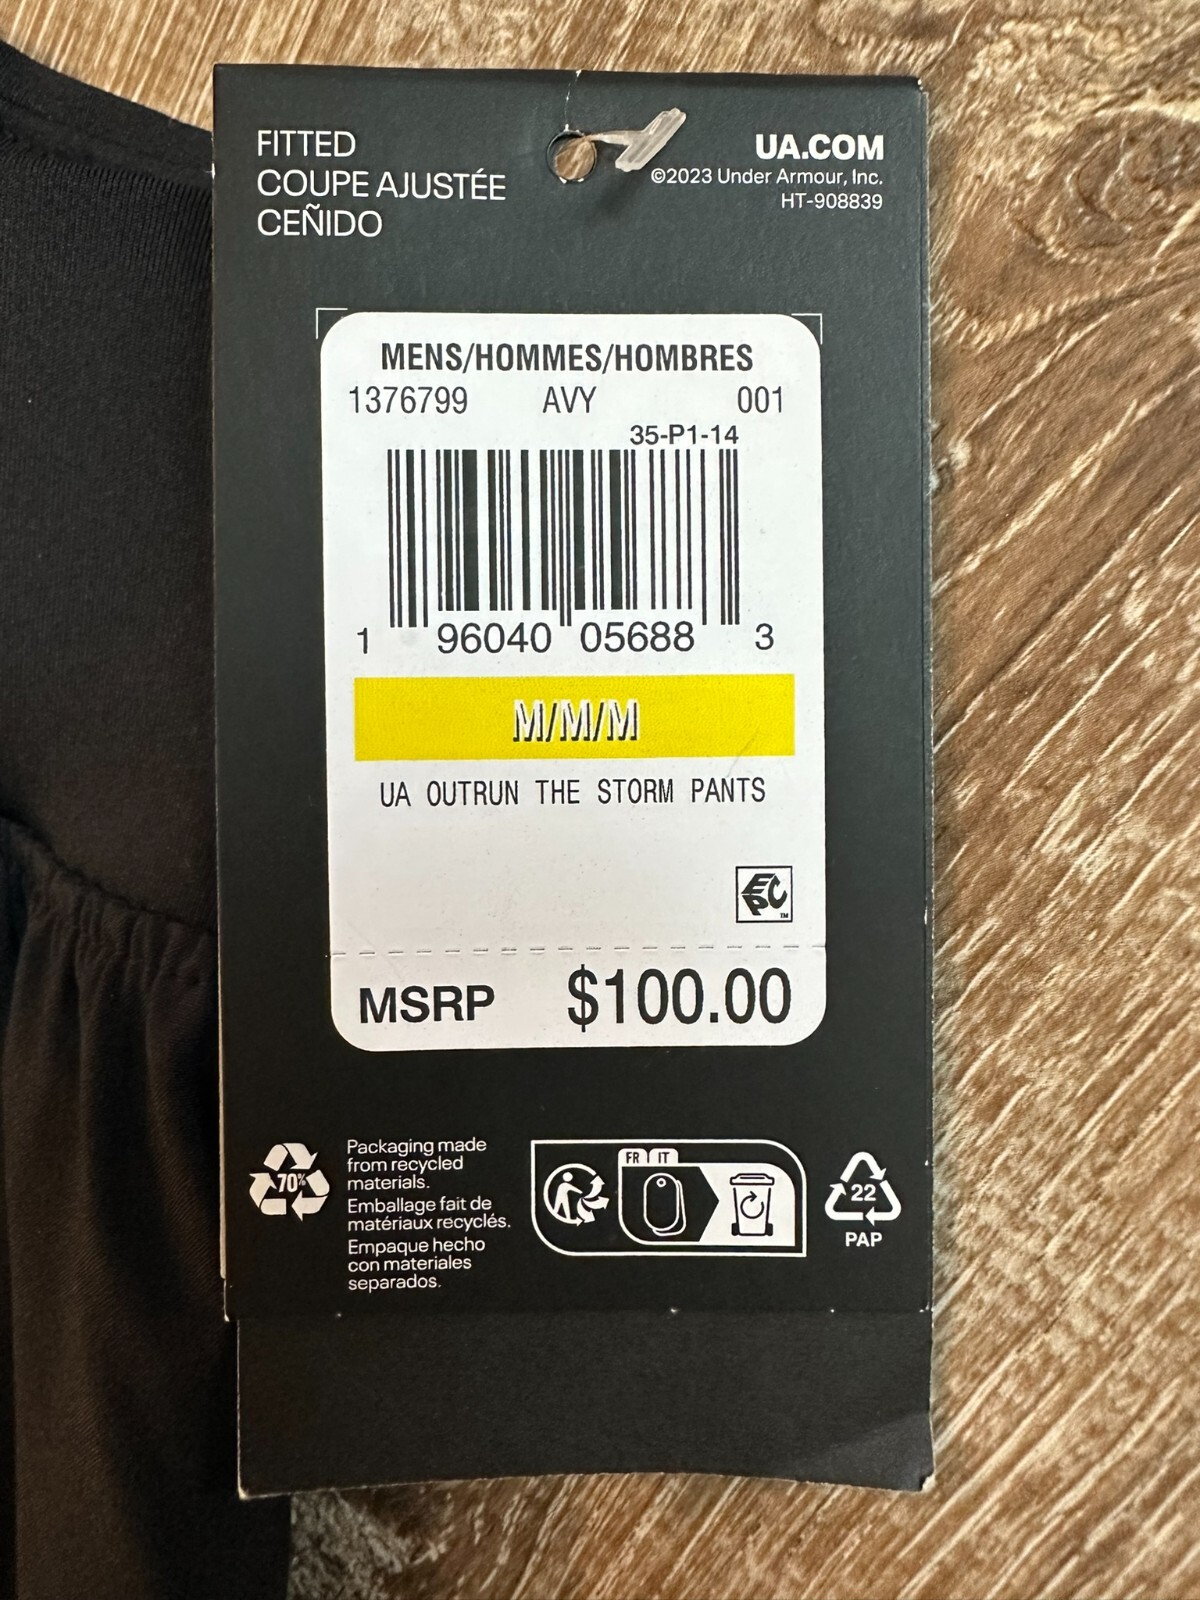 FITTED
COUPE AJUSTÉE
CEÑIDO
UA.COM
©2023 Under Armour, Inc.
HT-908839
MENS/HOMMES/HOMBRES
1376799 AVY 001
35-P1-14
1 96040 05688 3
M/M/M
UA OUTRUN THE STORM PANTS
EPC TM
MSRP $100.00
70%
Packaging made
from recycled
materials.
Emballage fait de
matériaux recyclés.
Empaque hecho
con materiales
separados.
FR IT
22
PAP